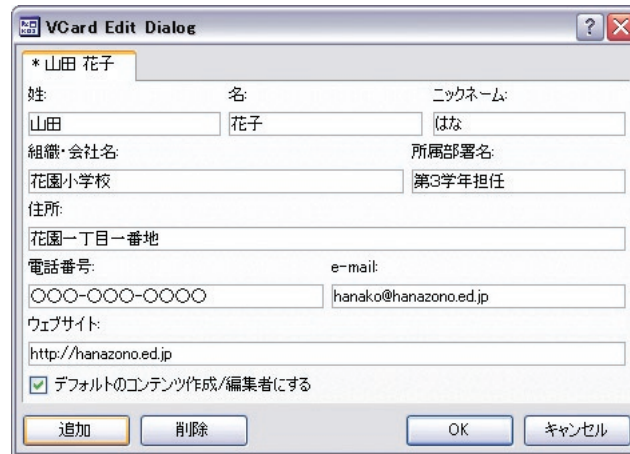 VCard Edit Dialog
* 山田 花子
姓: 名: ニックネーム:
山田 花子 はな
組織・会社名: 所属部署名:
花園小学校 第3学年担任
住所:
花園一丁目一番地
電話番号: e-mail:
○○○-○○○-○○○○ hanako@hanazono.ed.jp
ウェブサイト:
http://hanazono.ed.jp
デフォルトのコンテンツ作成/編集者にする
追加 削除 OK キャンセル